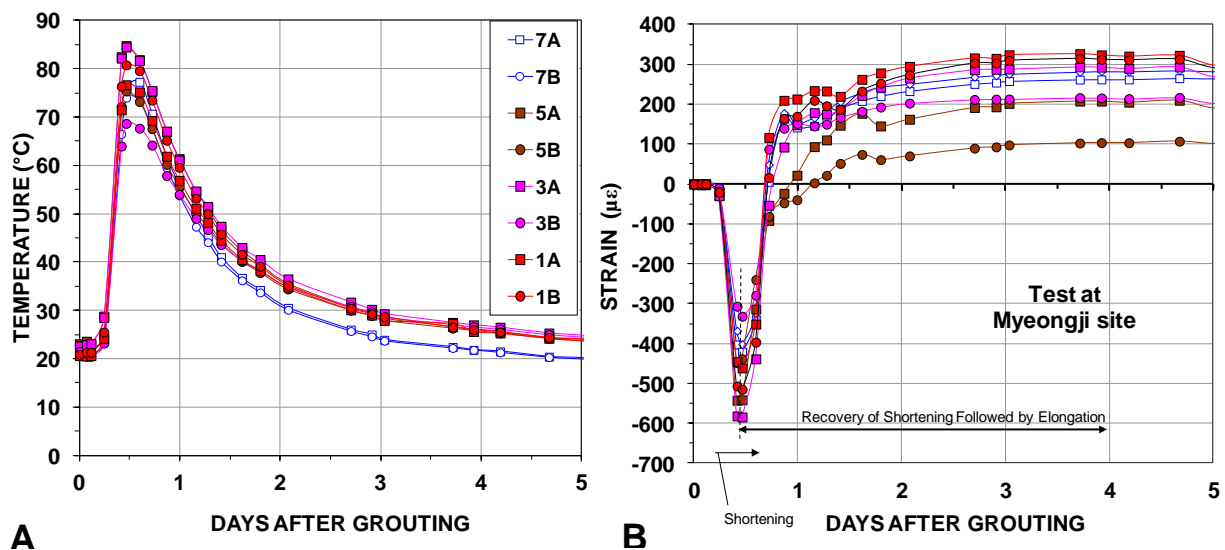 TEMPERATURE (°C)
90
80
70
60
50
40
30
20
10
0
7A
7B
5A
5B
3A
3B
1A
1B
0 1 2 3 4 5
DAYS AFTER GROUTING
A
STRAIN (µε)
400
300
200
100
0
-100
-200
-300
-400
-500
-600
-700
Test at
Myeongji site
Recovery of Shortening Followed by Elongation
0 1 2 3 4 5
Shortening
DAYS AFTER GROUTING
B